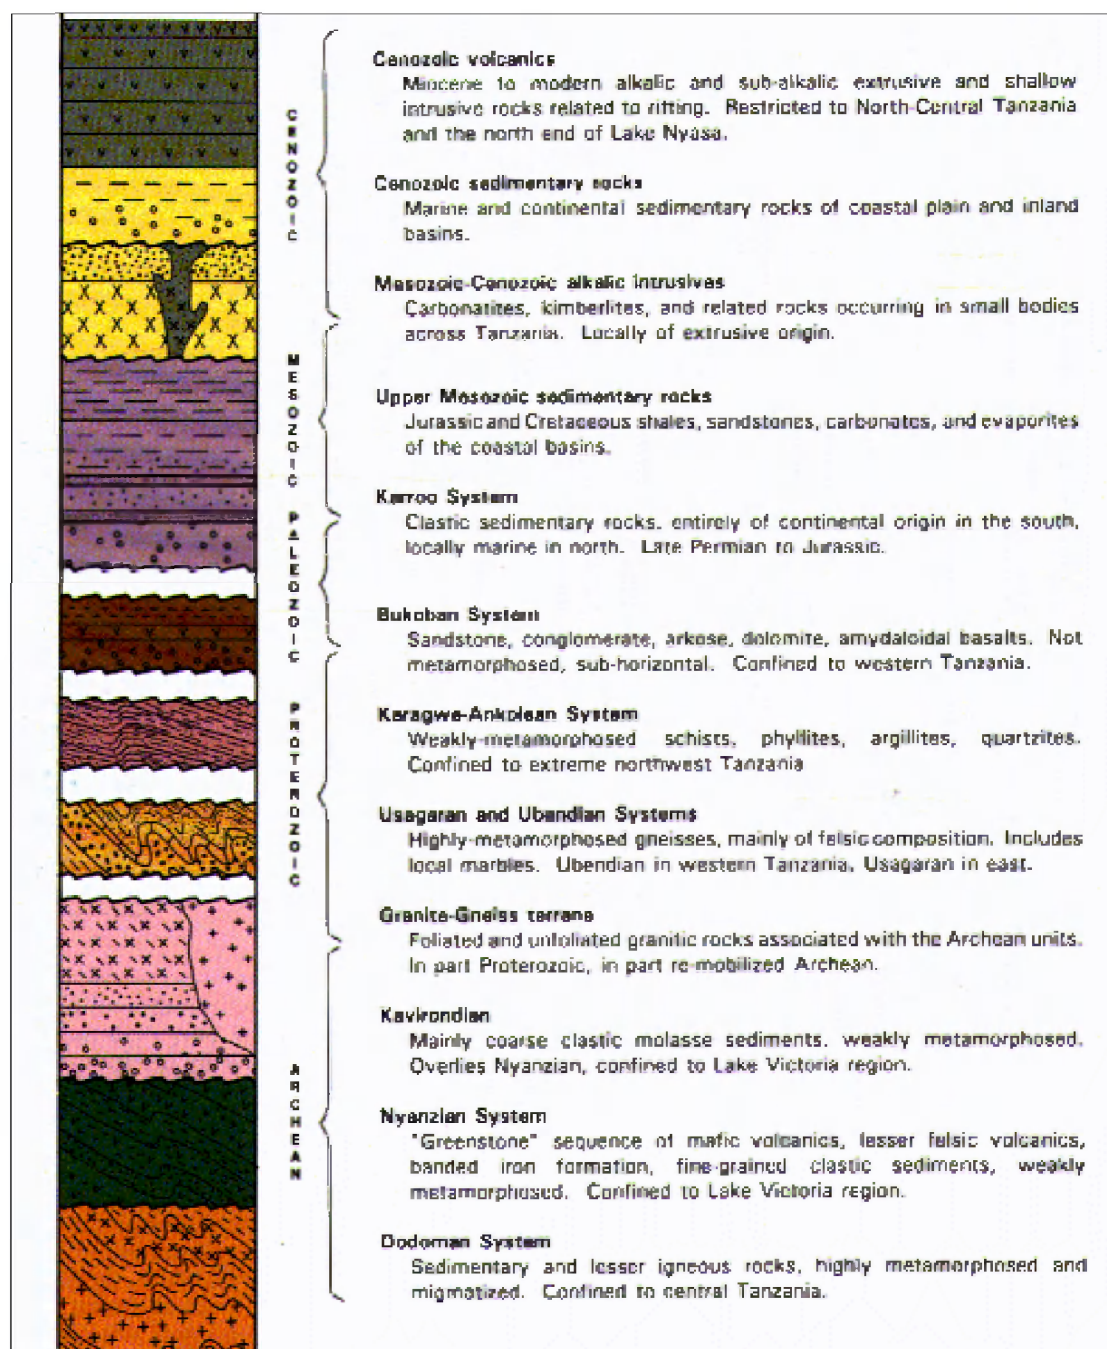 CENOZOIC
MESOZOIC
PALEOZOIC
PROTEROZOIC
ARCHEAN
Cenozoic volcanics
Miocene to modern alkalic and sub-alkalic extrusive and shallow
intrusive rocks related to rifting. Restricted to North-Central Tanzania
and the north end of Lake Nyasa.
Cenozoic sedimentary rocks
Marine and continental sedimentary rocks of coastal plain and inland
basins.
Mesozoic-Cenozoic alkalic intrusives
Carbonatites, kimberlites, and related rocks occurring in small bodies
across Tanzania. Locally of extrusive origin.
Upper Mesozoic sedimentary rocks
Jurassic and Cretaceous shales, sandstones, carbonates, and evaporites
of the coastal basins.
Karroo System
Clastic sedimentary rocks, entirely of continental origin in the south,
locally marine in north. Late Permian to Jurassic.
Bukoban System
Sandstone, conglomerate, arkose, dolomite, amydaloidal basalts. Not
metamorphosed, sub-horizontal. Confined to western Tanzania.
Karagwe-Ankolean System
Weakly-metamorphosed schists, phyllites, argillites, quartzites.
Confined to extreme northwest Tanzania
Usagaran and Ubendian Systems
Highly-metamorphosed gneisses, mainly of felsic composition. Includes
local marbles. Ubendian in western Tanzania, Usagaran in east.
Granite-Gneiss terrane
Foliated and unfoliated granitic rocks associated with the Archean units.
In part Proterozoic, in part re-mobilized Archean.
Kavirondian
Mainly coarse clastic molasse sediments, weakly metamorphosed.
Overlies Nyanzian, confined to Lake Victoria region.
Nyanzian System
"Greenstone" sequence of mafic volcanics, lesser felsic volcanics,
banded iron formation, fine-grained clastic sediments, weakly
metamorphosed. Confined to Lake Victoria region.
Dodoman System
Sedimentary and lesser igneous rocks, highly metamorphosed and
migmatized. Confined to central Tanzania.